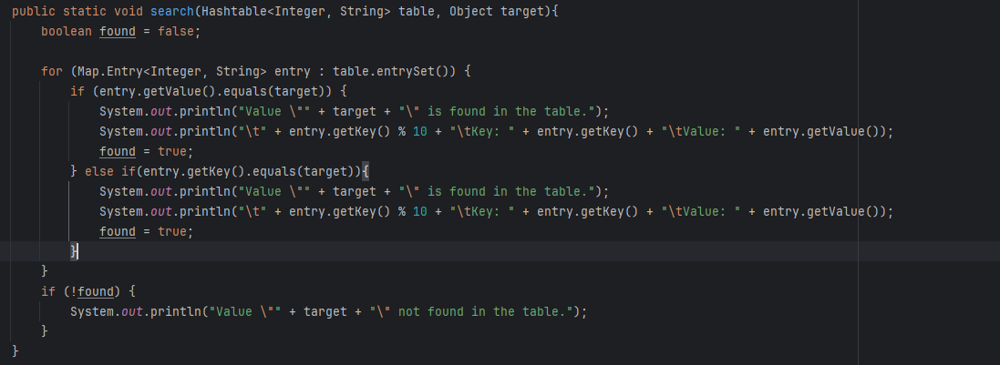 public static void search(Hashtable<Integer, String> table, Object target){
    boolean found = false;

    for (Map.Entry<Integer, String> entry : table.entrySet()) {
        if (entry.getValue().equals(target)) {
            System.out.println("Value \"" + target + "\" is found in the table.");
            System.out.println("\t" + entry.getKey() % 10 + "\tKey: " + entry.getKey() + "\tValue: " + entry.getValue());
            found = true;
        } else if(entry.getKey().equals(target)){
            System.out.println("Value \"" + target + "\" is found in the table.");
            System.out.println("\t" + entry.getKey() % 10 + "\tKey: " + entry.getKey() + "\tValue: " + entry.getValue());
            found = true;
        }
    }
    if (!found) {
        System.out.println("Value \"" + target + "\" not found in the table.");
    }
}